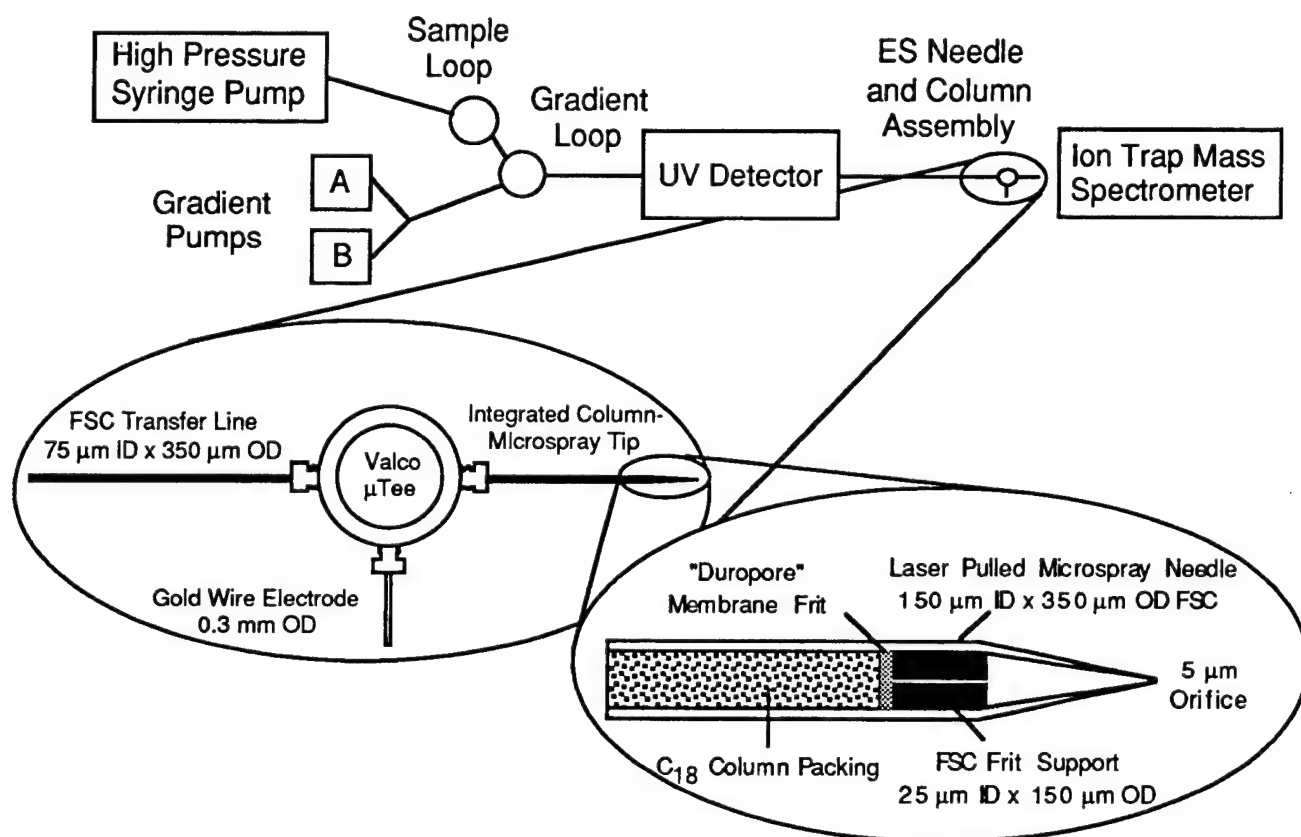 High Pressure
Syringe Pump
Sample
Loop
Gradient
Loop
ES Needle
and Column
Assembly
UV Detector
Ion Trap Mass
Spectrometer
A
Gradient
Pumps
B
FSC Transfer Line
75 µm ID x 350 µm OD
Valco
µTee
Integrated Column-
Microspray Tip
Gold Wire Electrode
0.3 mm OD
"Duropore"
Membrane Frit
Laser Pulled Microspray Needle
150 µm ID x 350 µm OD FSC
5 µm
Orifice
C18 Column Packing
FSC Frit Support
25 µm ID x 150 µm OD